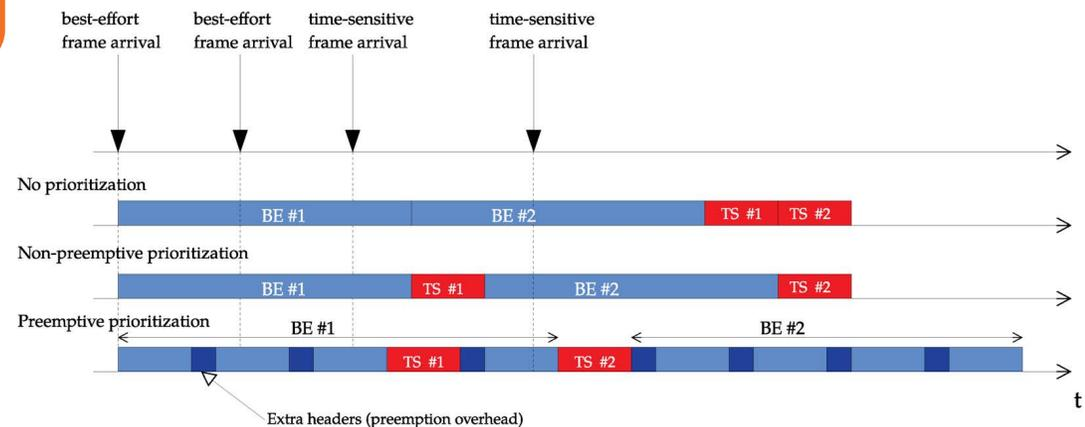 best-effort
frame arrival
best-effort
frame arrival
time-sensitive
frame arrival
time-sensitive
frame arrival
No prioritization
BE #1
BE #2
TS #1
TS #2
Non-preemptive prioritization
BE #1
TS #1
BE #2
TS #2
Preemptive prioritization
BE #1
BE #2
TS #1
TS #2
t
Extra headers (preemption overhead)